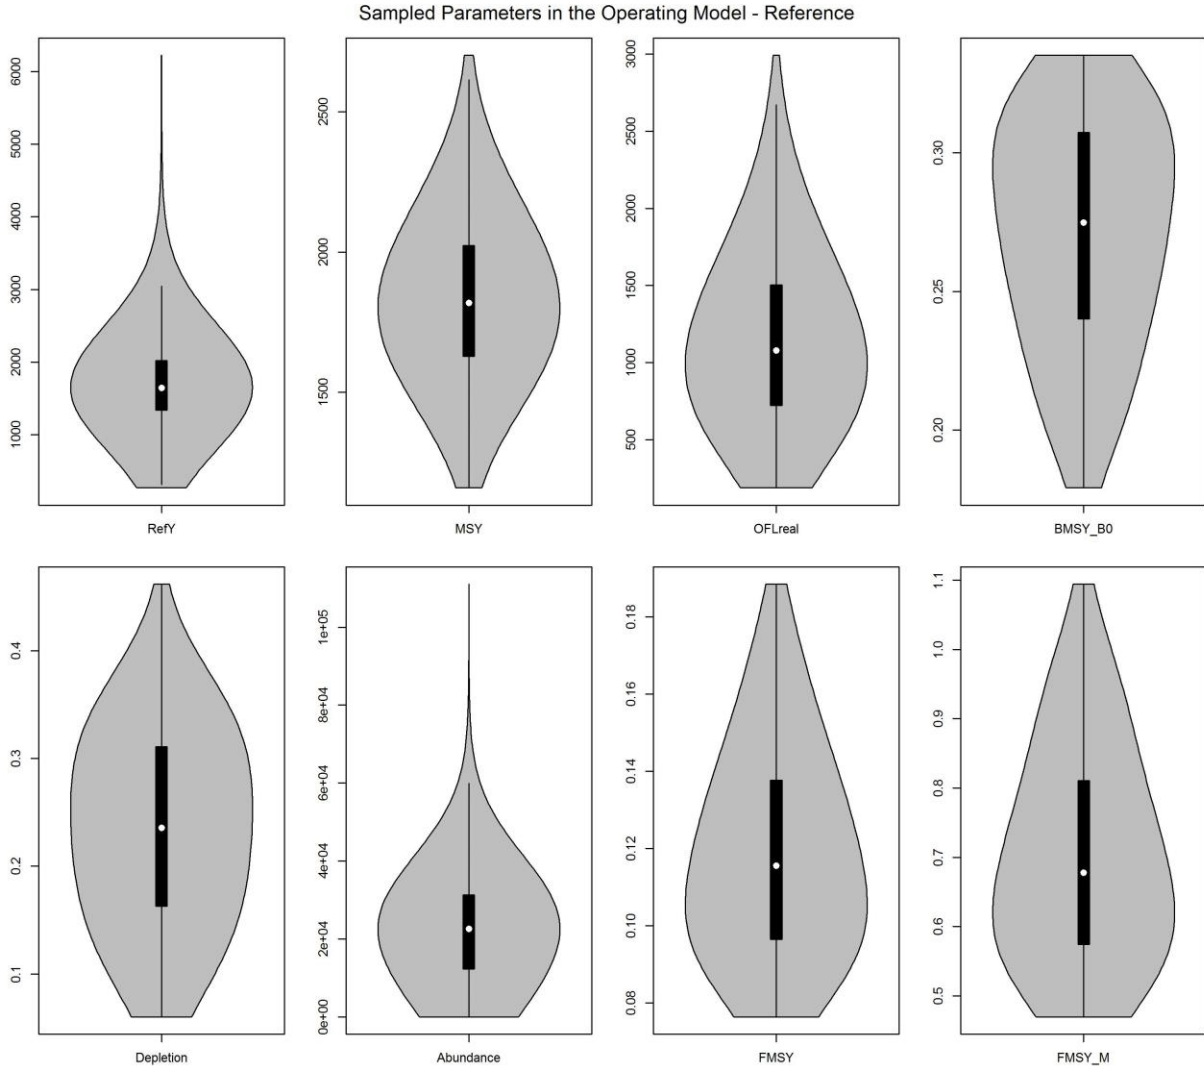 Sampled Parameters in the Operating Model - Reference
6000
5000
4000
3000
2000
1000
RefY
2500
2000
1500
MSY
3000
2500
2000
1500
1000
500
OFLreal
0.30
0.25
0.20
BMSY_B0
0.4
0.3
0.2
0.1
Depletion
1e+05
8e+04
6e+04
4e+04
2e+04
0e+00
Abundance
0.18
0.16
0.14
0.12
0.10
0.08
FMSY
1.1
1.0
0.9
0.8
0.7
0.6
0.5
FMSY_M